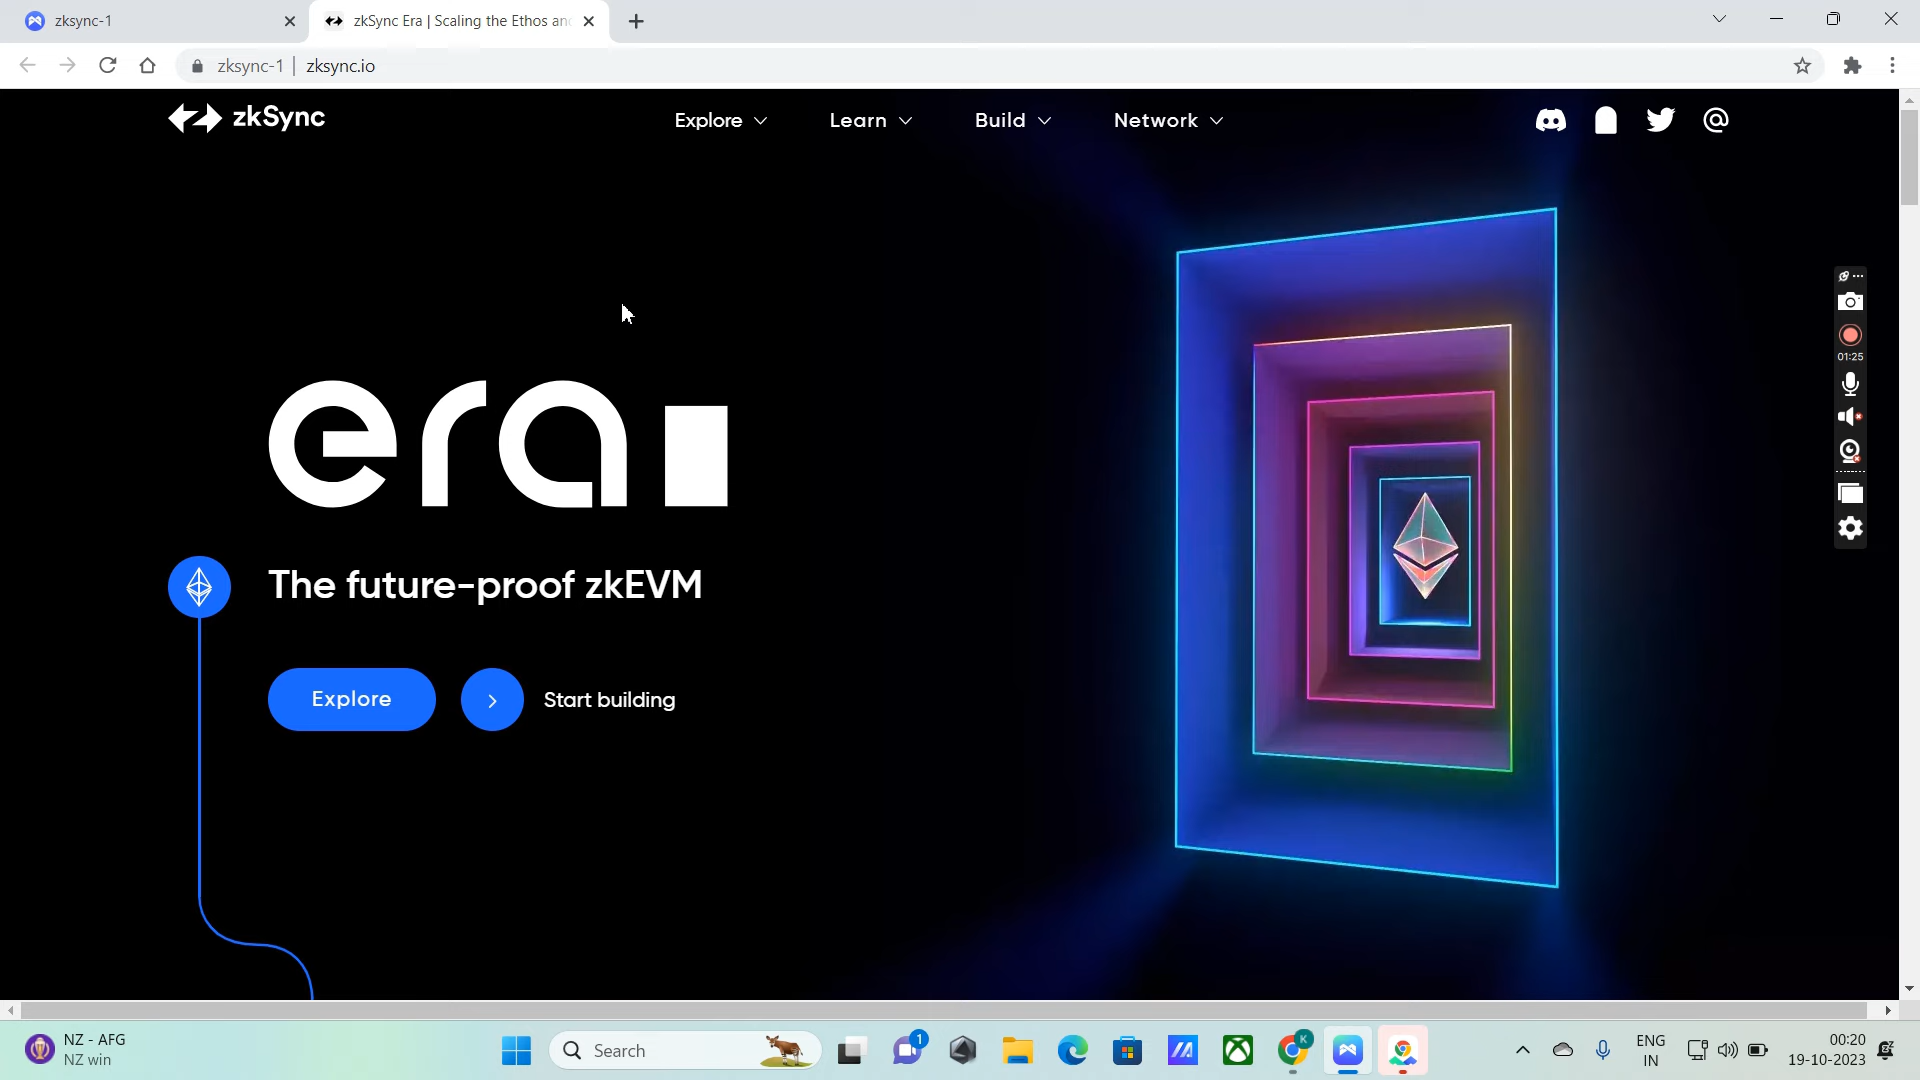 zksync-1
zkSync Era | Scaling the Ethos an
zksync-1 | zksync.io
zkSync
Explore
Learn
Build
Network
era
The future-proof zkEVM
Explore
Start building
01:25
NZ - AFG
NZ win
Search
1
K
ENG
IN
00:20
19-10-2023